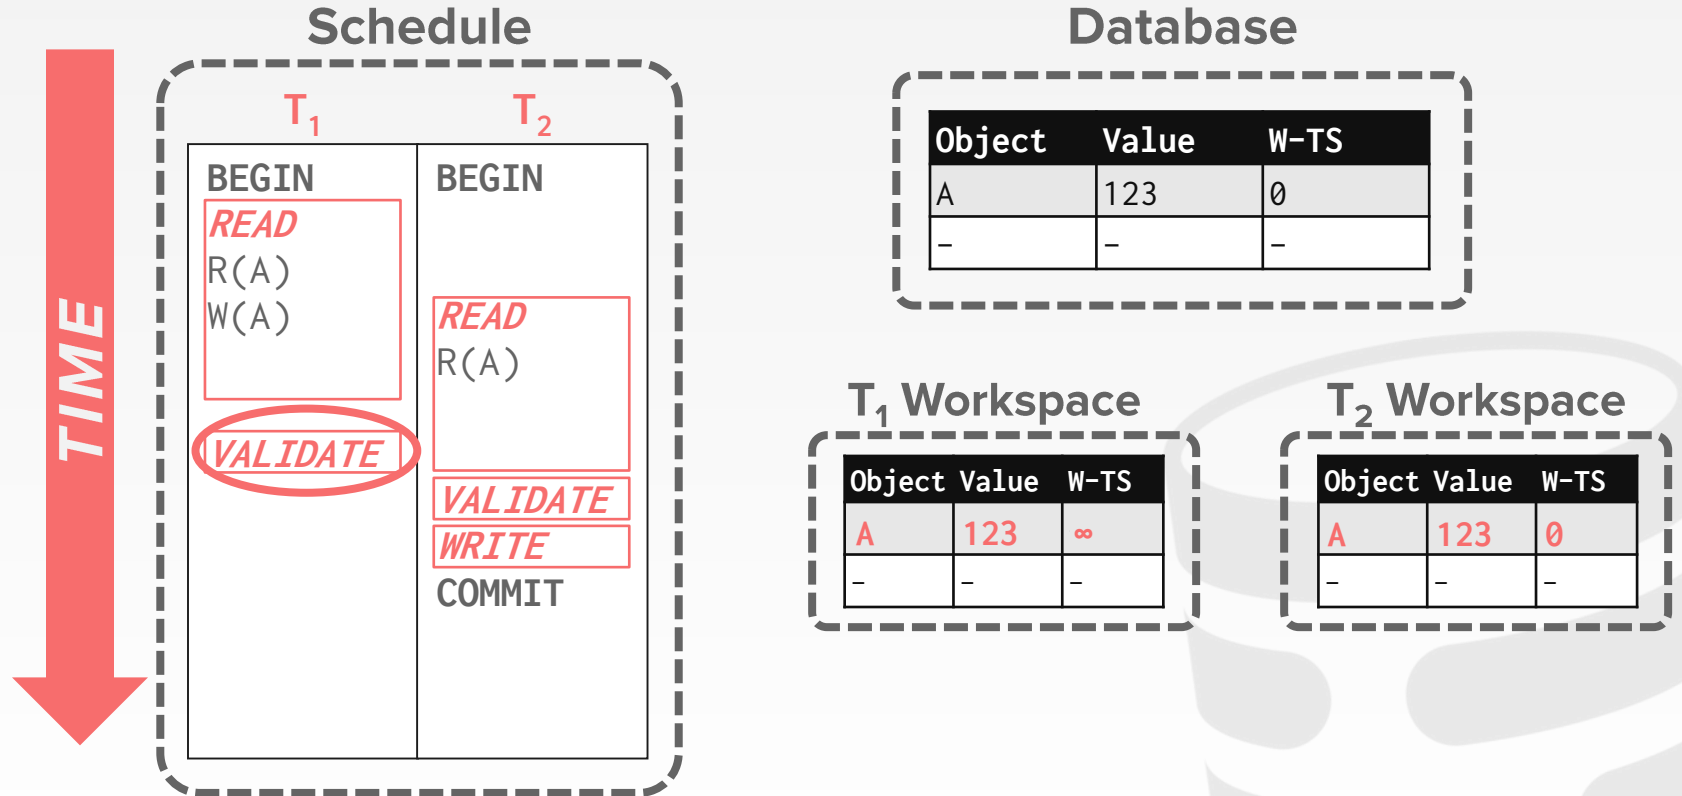 Schedule
T1 T2
BEGIN BEGIN
READ
R(A)
W(A) READ
R(A)
VALIDATE
VALIDATE
WRITE
COMMIT
TIME
Database
Object Value W-TS
A 123 0
– – –
T1 Workspace
Object Value W-TS
A 123 ∞
– – –
T2 Workspace
Object Value W-TS
A 123 0
– – –